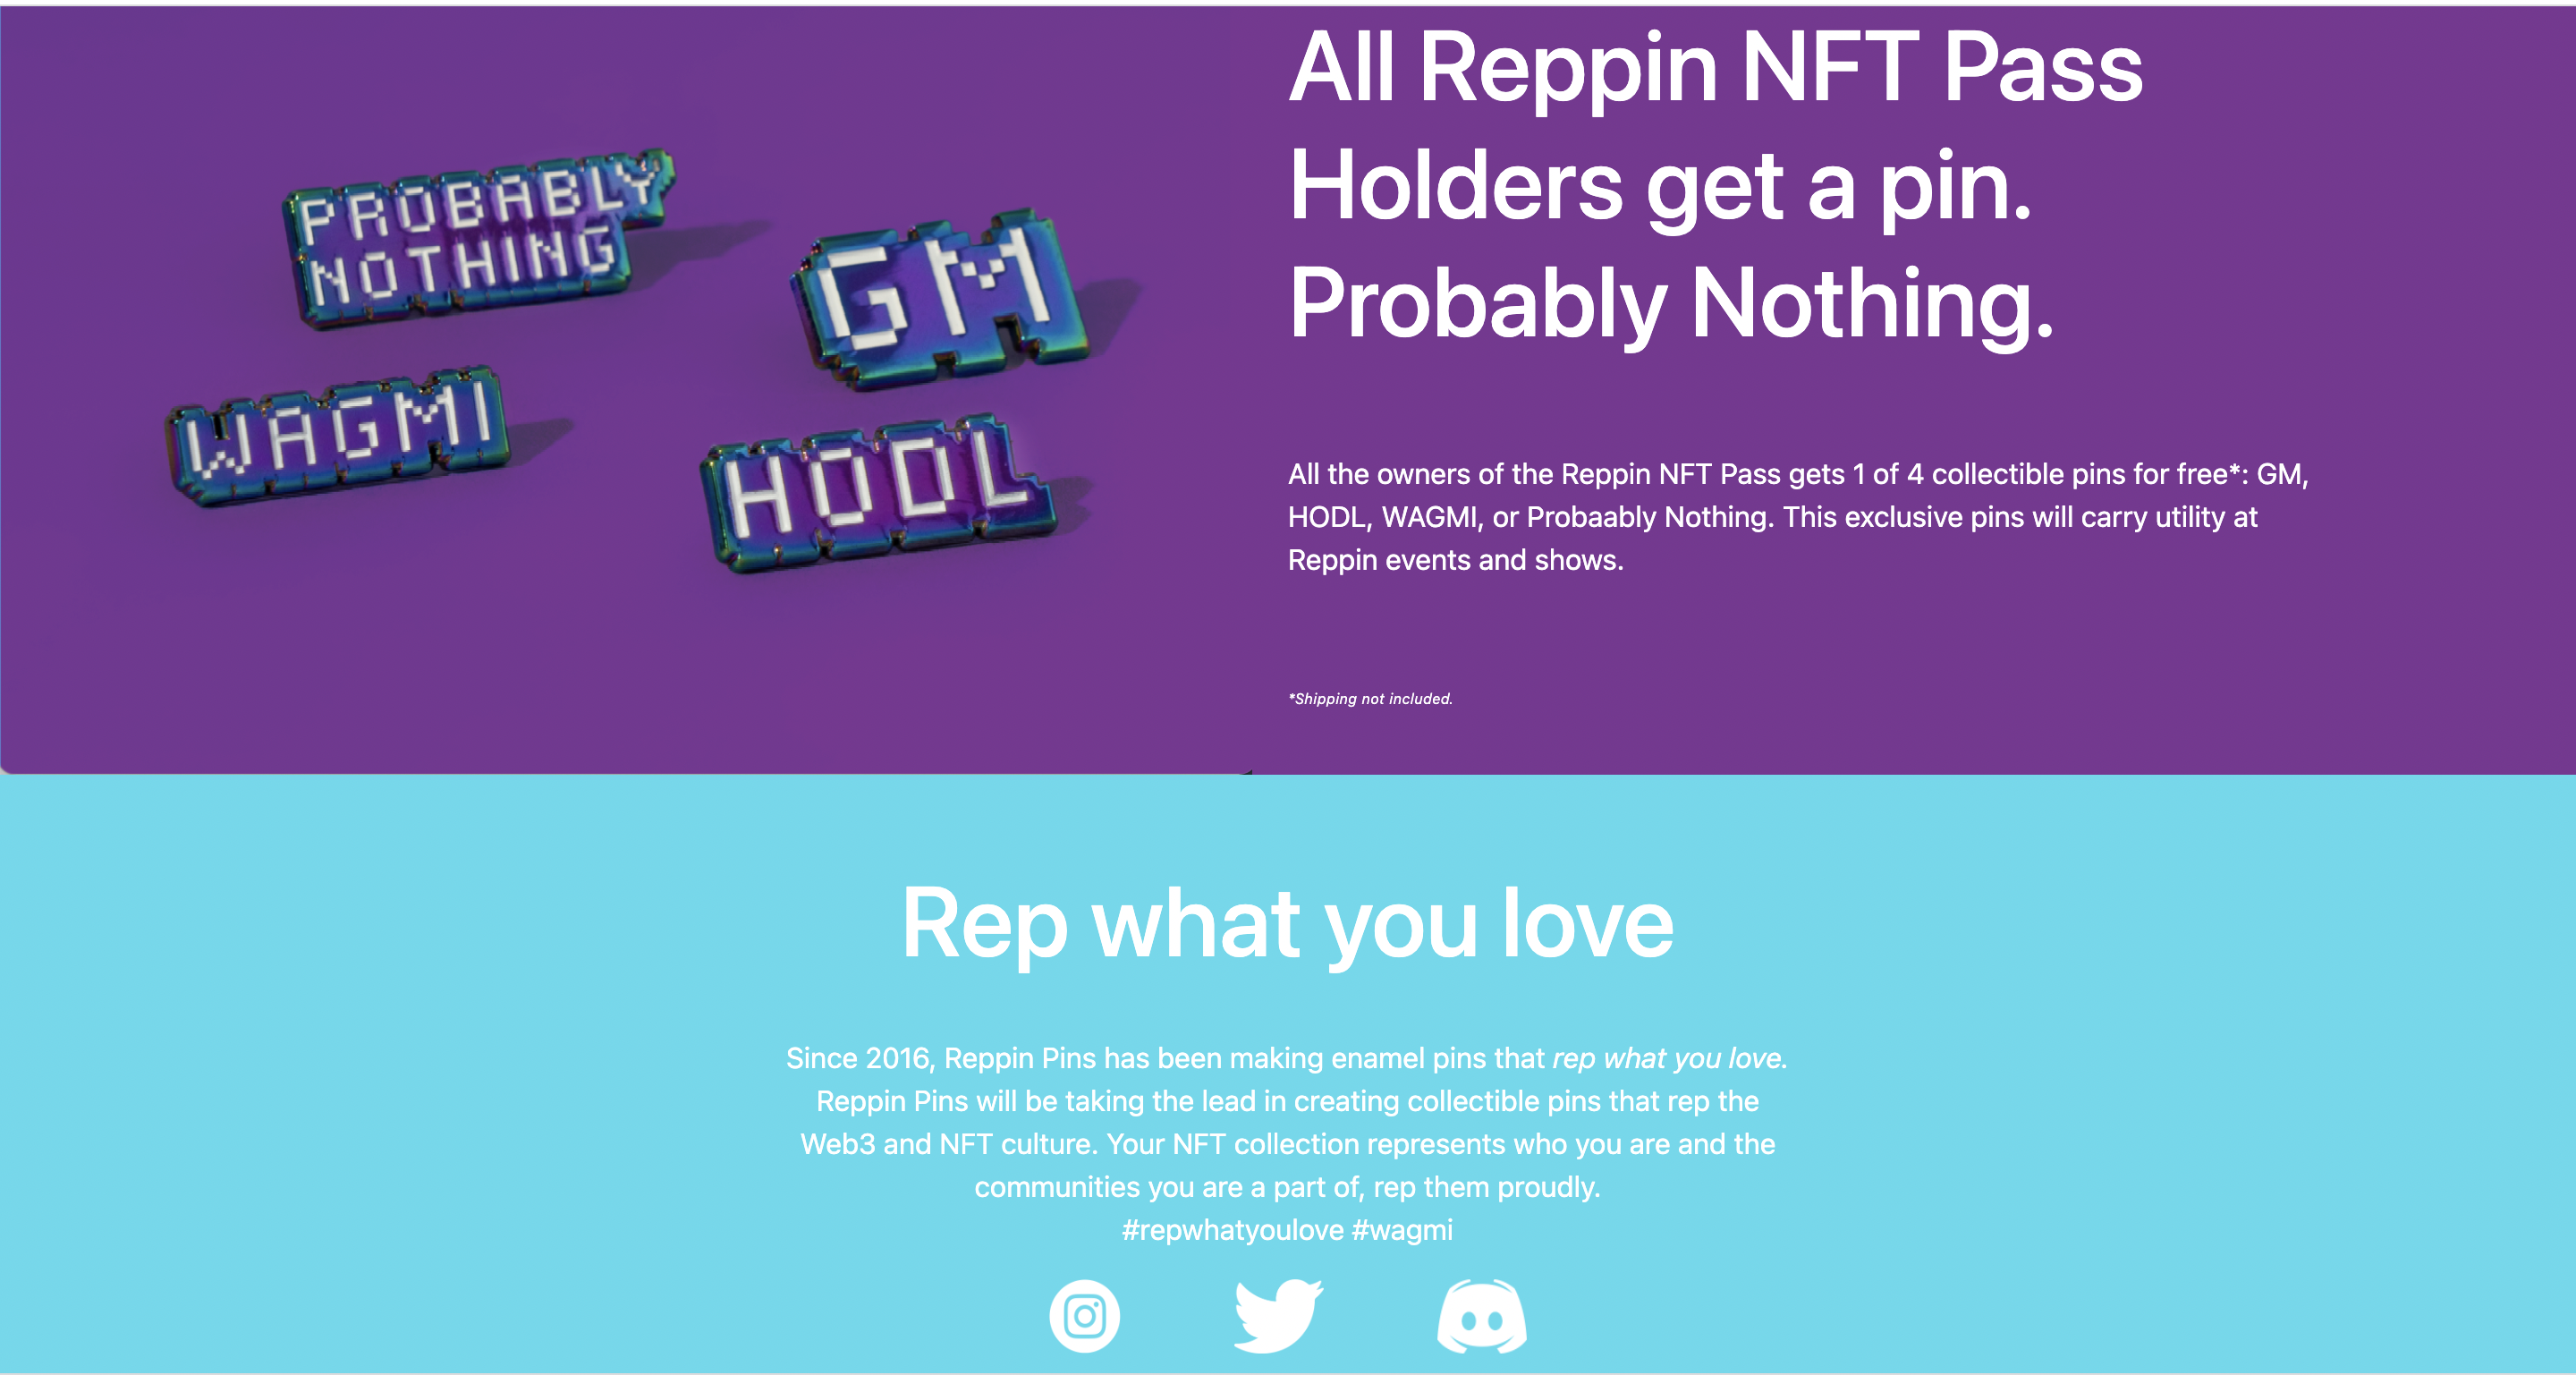 PROBABLY
NOTHING
GM
WAGMI
HODL
All Reppin NFT Pass
Holders get a pin.
Probably Nothing.
All the owners of the Reppin NFT Pass gets 1 of 4 collectible pins for free*: GM,
HODL, WAGMI, or Probaably Nothing. This exclusive pins will carry utility at
Reppin events and shows.
*Shipping not included.
Rep what you love
Since 2016, Reppin Pins has been making enamel pins that rep what you love.
Reppin Pins will be taking the lead in creating collectible pins that rep the
Web3 and NFT culture. Your NFT collection represents who you are and the
communities you are a part of, rep them proudly.
#repwhatyoulove #wagmi